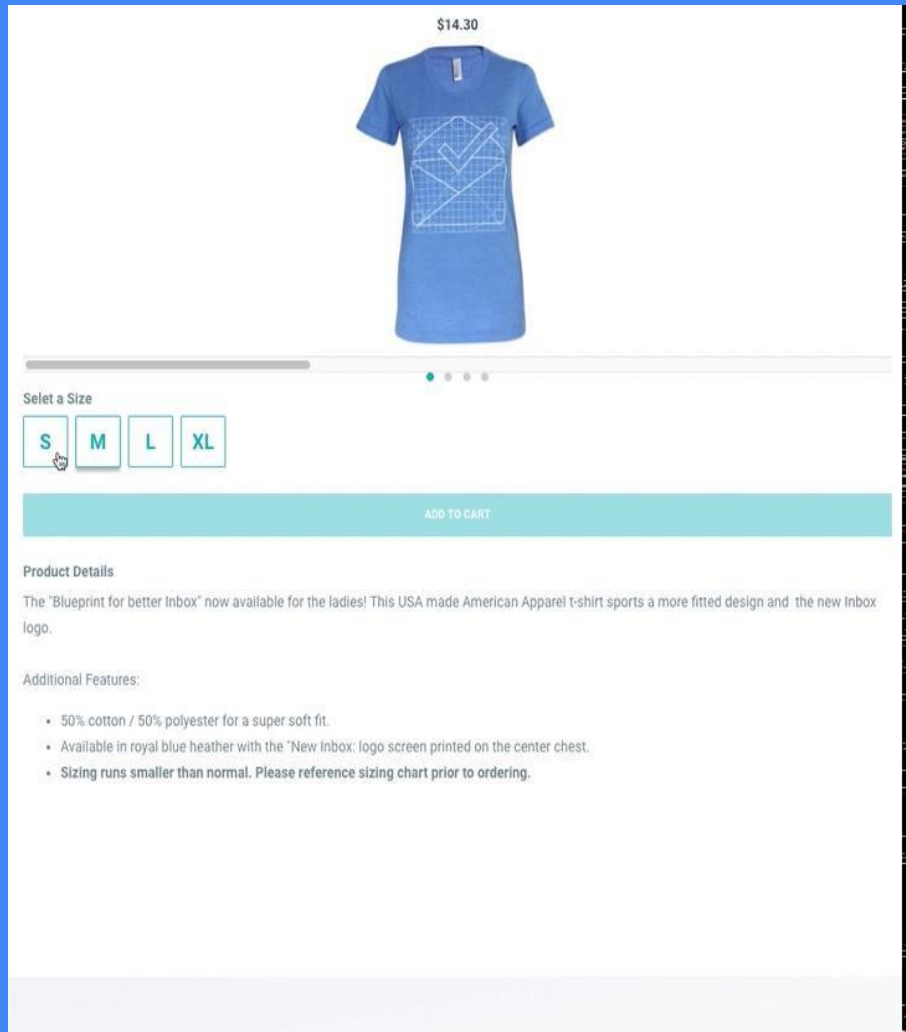 $14.30
Selet a Size
S M L XL
ADD TO CART
Product Details
The "Blueprint for better Inbox" now available for the ladies! This USA made American Apparel t-shirt sports a more fitted design and the new Inbox
logo.
Additional Features:
50% cotton / 50% polyester for a super soft fit.
Available in royal blue heather with the "New Inbox: logo screen printed on the center chest.
Sizing runs smaller than normal. Please reference sizing chart prior to ordering.